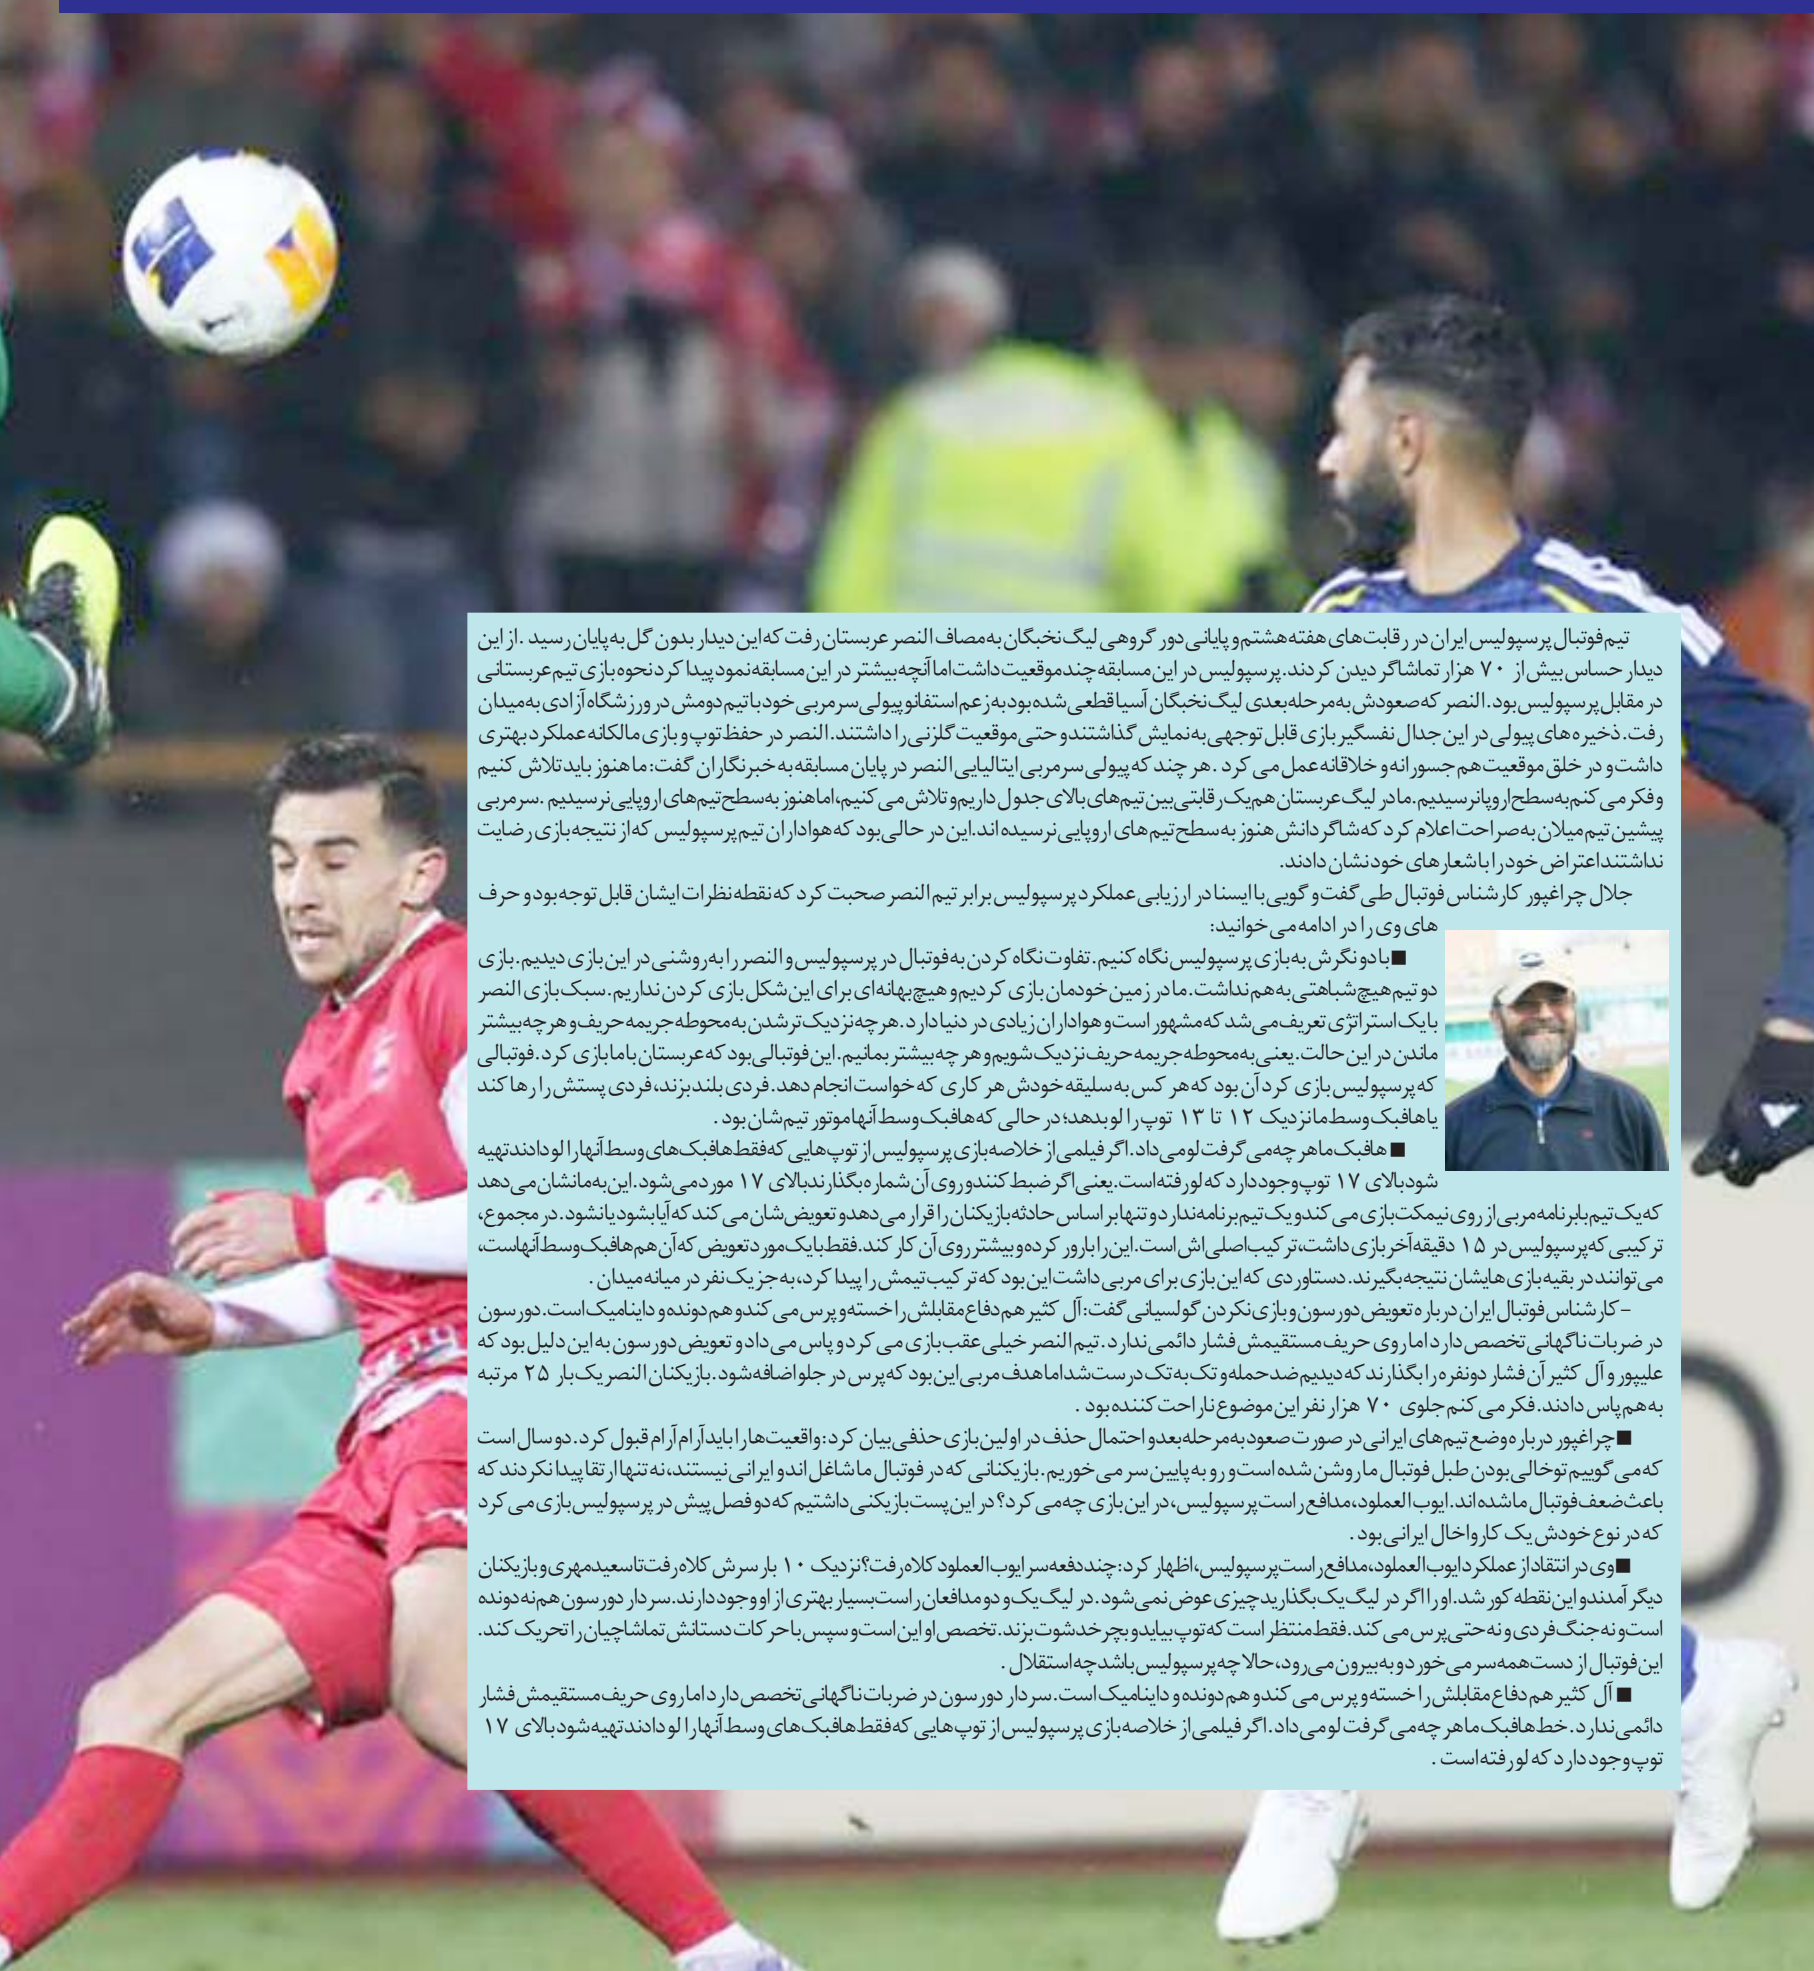 تیم فوتبال پرسپولیس ایران در رقابت‌های هفته هشتم و پایانی دور گروهی لیگ نخبگان به مصاف النصر عربستان رفت که این دیدار بدون گل به پایان رسید . از این
دیدار حساس بیش از ۷۰ هزار تماشاگر دیدن کردند. پرسپولیس در این مسابقه چند موقعیت داشت اما آنچه بیشتر در این مسابقه نمود پیدا کرد نحوه بازی تیم عربستانی
در مقابل پرسپولیس بود. النصر که صعودش به مرحله بعدی لیگ نخبگان آسیا قطعی شده بود به زعم استفانو پیولی سرمربی خود با تیم دومش در ورزشگاه آزادی به میدان
رفت. ذخیره های پیولی در این جدال نفسگیر بازی قابل توجهی به نمایش گذاشتند و حتی موقعیت گلزنی را داشتند. النصر در حفظ توپ و بازی مالکانه عملکرد بهتری
داشت و در خلق موقعیت هم جسورانه و خلاقانه عمل می کرد . هر چند که پیولی سرمربی ایتالیایی النصر در پایان مسابقه به خبرنگاران گفت: ما هنوز باید تلاش کنیم
و فکر می کنم به سطح اروپا نرسیدیم. ما در لیگ عربستان هم یک رقابتی بین تیم‌های بالای جدول داریم و تلاش می کنیم، اما هنوز به سطح تیم‌های اروپایی نرسیدیم . سرمربی
پیشین تیم میلان به صراحت اعلام کرد که شاگردانش هنوز به سطح تیم‌های اروپایی نرسیده اند. این در حالی بود که هواداران تیم پرسپولیس که از نتیجه بازی رضایت
نداشتند اعتراض خود را با شعار های خود نشان دادند.
جلال چراغپور کارشناس فوتبال طی گفت و گویی با ایسنا در ارزیابی عملکرد پرسپولیس برابر تیم النصر صحبت کرد که نقطه نظرات ایشان قابل توجه بود و حرف
های وی را در ادامه می خوانید:
■ با دو نگرش به بازی پرسپولیس نگاه کنیم. تفاوت نگاه کردن به فوتبال در پرسپولیس و النصر را به روشنی در این بازی دیدیم. بازی
دو تیم هیچ شباهتی به هم نداشت. ما در زمین خودمان بازی کردیم و هیچ بهانه‌ای برای این شکل بازی کردن نداریم. سبک بازی النصر
با یک استراتژی تعریف می‌شد که مشهور است و هواداران زیادی در دنیا دارد. هر چه نزدیک تر شدن به محوطه جریمه حریف و هر چه بیشتر
ماندن در این حالت. یعنی به محوطه جریمه حریف نزدیک شویم و هر چه بیشتر بمانیم. این فوتبالی بود که عربستان با ما بازی کرد. فوتبالی
که پرسپولیس بازی کرد آن بود که هر کس به سلیقه خودش هر کاری که خواست انجام دهد. فردی بلند بزند، فردی پستش را رها کند
یا هافبک وسط ما نزدیک ۱۲ تا ۱۳ توپ را لو بدهد؛ در حالی که هافبک وسط آنها موتور تیم‌شان بود .
■ هافبک ما هر چه می گرفت لو می‌داد. اگر فیلمی از خلاصه بازی پرسپولیس از توپ‌هایی که فقط هافبک‌های وسط آنها را لو دادند تهیه
شود بالای ۱۷ توپ وجود دارد که لو رفته است. یعنی اگر ضبط کنند و روی آن شماره بگذارند بالای ۱۷ مورد می‌شود. این به ما نشان می‌دهد
که یک تیم با برنامه مربی از روی نیمکت بازی می کند و یک تیم برنامه ندارد و تنها بر اساس حادثه بازیکنان را قرار می دهد و تعویض شان می کند که آیا بشود یا نشود. در مجموع،
ترکیبی که پرسپولیس در ۱۵ دقیقه آخر بازی داشت، ترکیب اصلی اش است. این را بارور کرده و بیشتر روی آن کار کند. فقط با یک مورد تعویض که آن هم هافبک وسط آنهاست،
می توانند در بقیه بازی هایشان نتیجه بگیرند. دستاوردی که این بازی برای مربی داشت این بود که ترکیب تیمش را پیدا کرد، به جز یک نفر در میانه میدان .
- کارشناس فوتبال ایران درباره تعویض دورسون و بازی نکردن گولسیانی گفت: آل کثیر هم دفاع مقابلش را خسته و پرس می کند و هم دونده و داینامیک است. دورسون
در ضربات ناگهانی تخصص دارد اما روی حریف مستقیمش فشار دائمی ندارد. تیم النصر خیلی عقب بازی می کرد و پاس می‌داد و تعویض دورسون به این دلیل بود که
علیپور و آل کثیر آن فشار دونفره را بگذارند که دیدیم ضد حمله و تک به تک درست شد اما هدف مربی این بود که پرس در جلو اضافه شود. بازیکنان النصر یک بار ۲۵ مرتبه
به هم پاس دادند. فکر می کنم جلوی ۷۰ هزار نفر این موضوع ناراحت کننده بود .
■ چراغپور درباره وضع تیم‌های ایرانی در صورت صعود به مرحله بعد و احتمال حذف در اولین بازی حذفی بیان کرد: واقعیت‌ها را باید آرام آرام قبول کرد. دو سال است
که می گوییم توخالی بودن طبل فوتبال ما روشن شده است و رو به پایین سر می خوریم. بازیکنانی که در فوتبال ما شاغل اند و ایرانی نیستند، نه تنها ارتقا پیدا نکردند که
باعث ضعف فوتبال ما شده اند. ایوب العملود، مدافع راست پرسپولیس، در این بازی چه می کرد؟ در این پست بازیکنی داشتیم که دو فصل پیش در پرسپولیس بازی می کرد
که در نوع خودش یک کارواخال ایرانی بود .
■ وی در انتقاد از عملکرد ایوب العملود، مدافع راست پرسپولیس، اظهار کرد: چند دفعه سر ایوب العملود کلاه رفت؟ نزدیک ۱۰ بار سرش کلاه رفت تا سعید مهری و بازیکنان
دیگر آمدند و این نقطه کور شد. او را اگر در لیگ یک بگذارید چیزی عوض نمی‌شود. در لیگ یک و دو مدافعان راست بسیار بهتری از او وجود دارند. سردار دورسون هم نه دونده
است و نه جنگ فردی و نه حتی پرس می کند. فقط منتظر است که توپ بیاید و بچرخد شوت بزند. تخصص او این است و سپس با حرکات دستانش تماشاچیان را تحریک کند.
این فوتبال از دست همه سر می خورد و به بیرون می‌رود، حالا چه پرسپولیس باشد چه استقلال .
■ آل کثیر هم دفاع مقابلش را خسته و پرس می کند و هم دونده و داینامیک است. سردار دورسون در ضربات ناگهانی تخصص دارد اما روی حریف مستقیمش فشار
دائمی ندارد. خط هافبک ما هر چه می گرفت لو می‌داد. اگر فیلمی از خلاصه بازی پرسپولیس از توپ‌هایی که فقط هافبک های وسط آنها را لو دادند تهیه شود بالای ۱۷
توپ وجود دارد که لو رفته است .